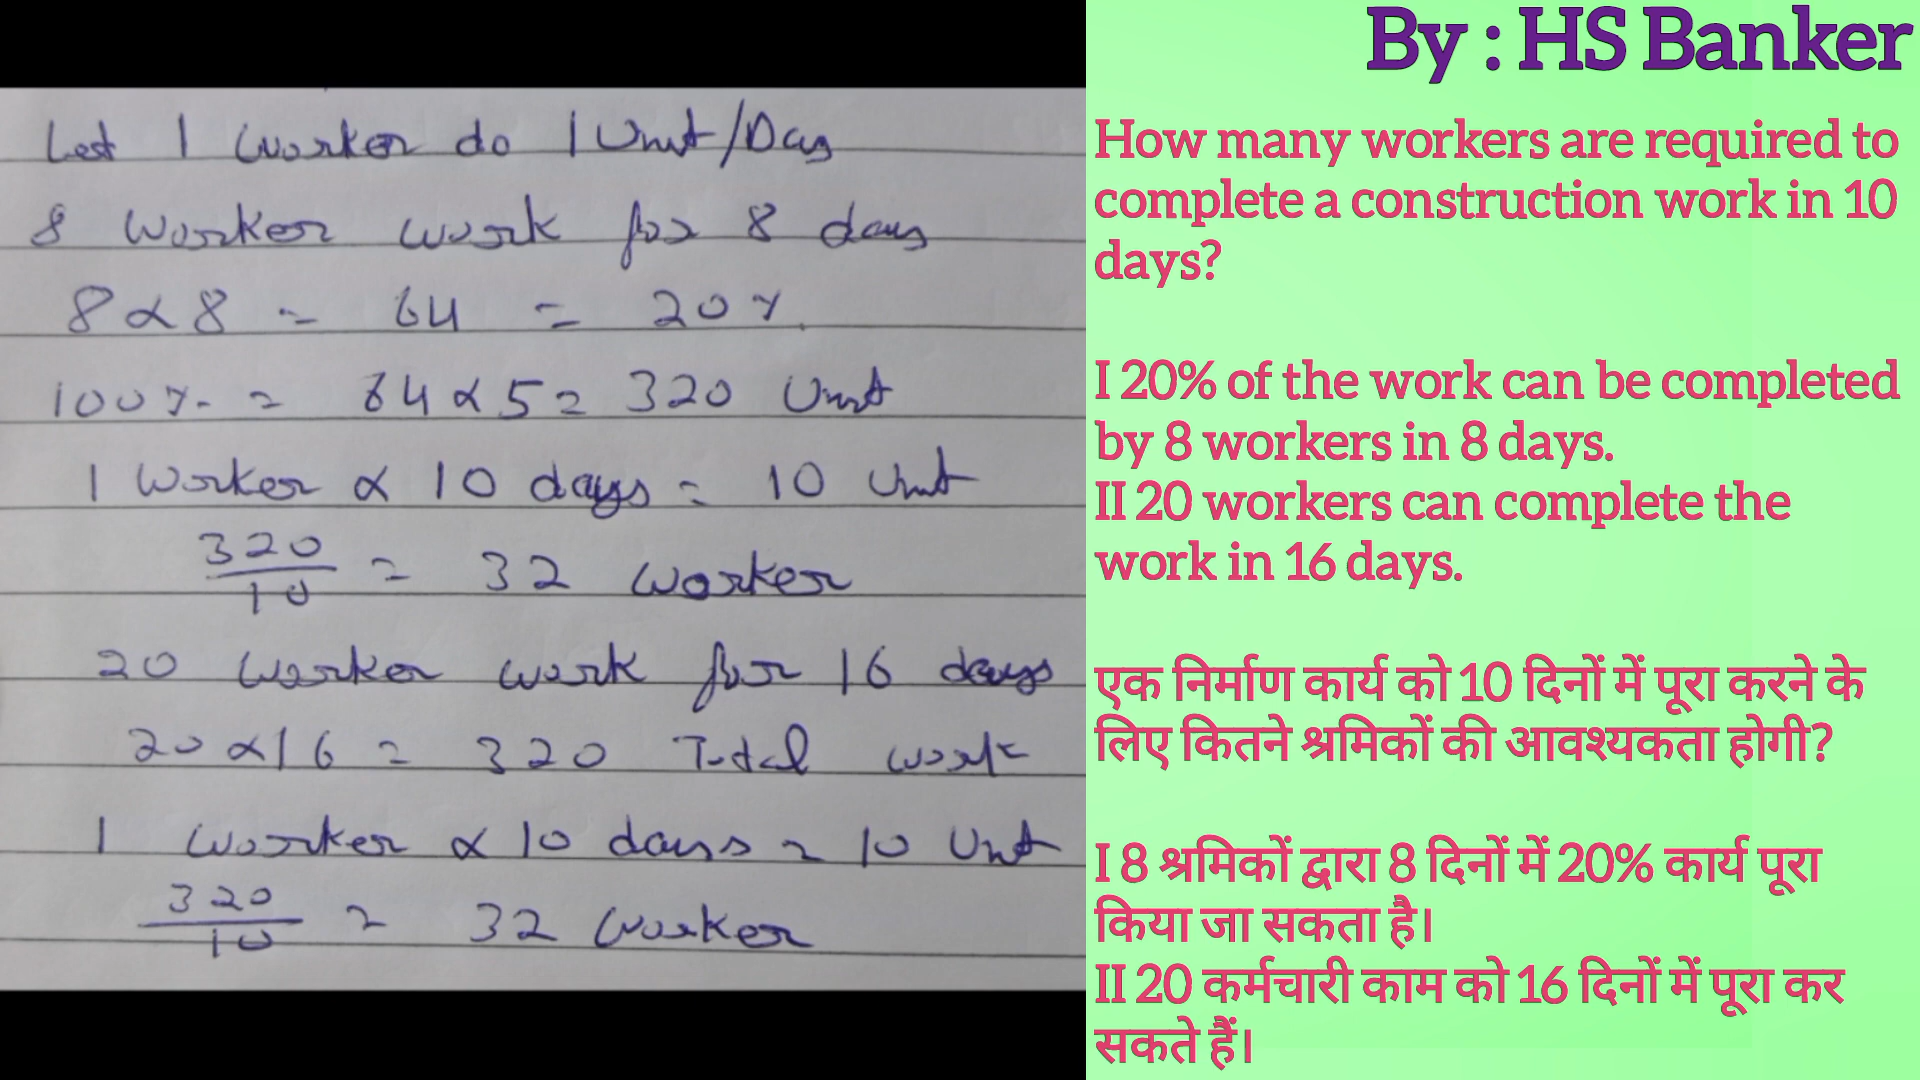 Let 1 Worker do 1 Unit/Day
8 Worker work for 8 days
8 x 8 = 64 = 20%
100% = 64 x 5 = 320 Unit
1 Worker x 10 days = 10 Unit
320/10 = 32 worker
20 worker work for 16 days
20 x 16 = 320 Total work
1 worker x 10 days = 10 Unit
320/10 = 32 worker
By : HS Banker
How many workers are required to
complete a construction work in 10
days?
I 20% of the work can be completed
by 8 workers in 8 days.
II 20 workers can complete the
work in 16 days.
एक निर्माण कार्य को 10 दिनों में पूरा करने के
लिए कितने श्रमिकों की आवश्यकता होगी?
I 8 श्रमिकों द्वारा 8 दिनों में 20% कार्य पूरा
किया जा सकता है।
II 20 कर्मचारी काम को 16 दिनों में पूरा कर
सकते हैं।